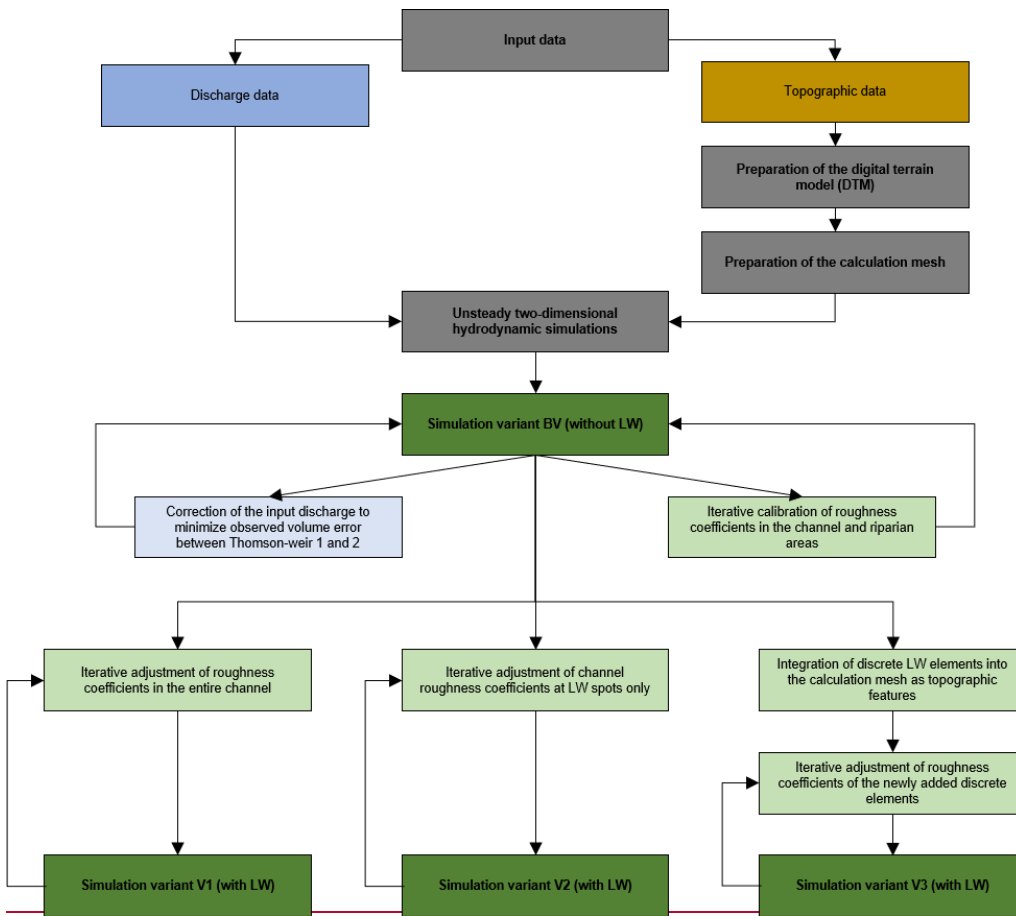 Input data
Discharge data
Topographic data
Preparation of the digital terrain
model (DTM)
Preparation of the calculation mesh
Unsteady two-dimensional
hydrodynamic simulations
Simulation variant BV (without LW)
Correction of the input discharge to
minimize observed volume error
between Thomson-weir 1 and 2
Iterative calibration of roughness
coefficients in the channel and riparian
areas
Iterative adjustment of roughness
coefficients in the entire channel
Iterative adjustment of channel
roughness coefficients at LW spots only
Integration of discrete LW elements into
the calculation mesh as topographic
features
Iterative adjustment of roughness
coefficients of the newly added discrete
elements
Simulation variant V1 (with LW)
Simulation variant V2 (with LW)
Simulation variant V3 (with LW)